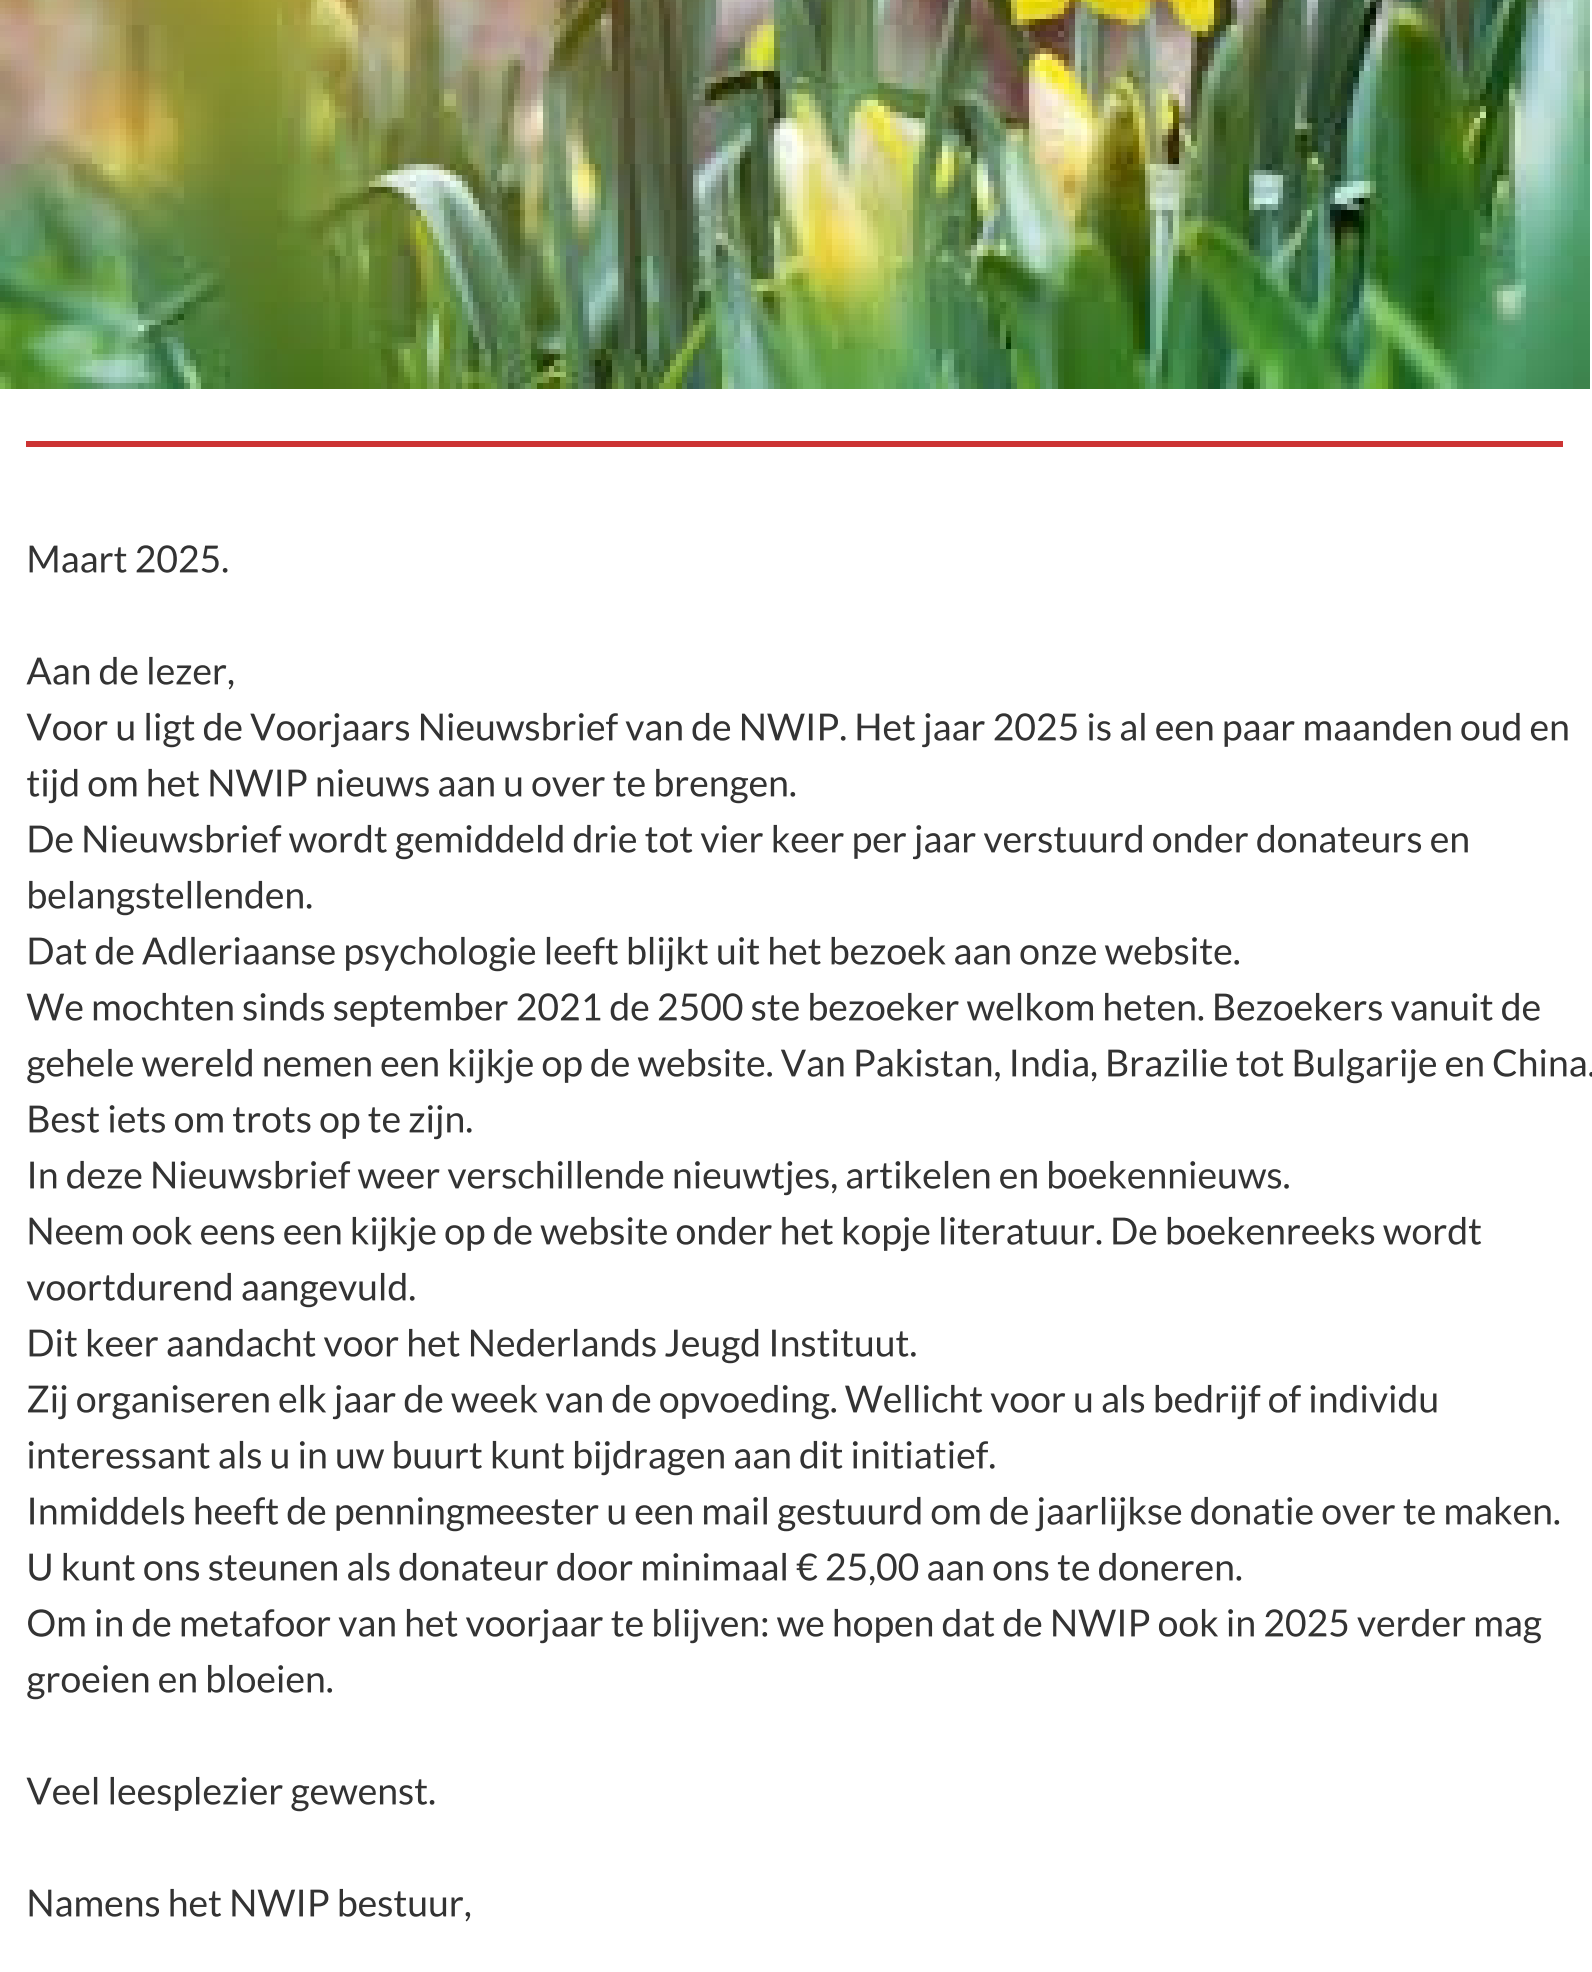 Maart 2025.
Aan de lezer,
Voor u ligt de Voorjaars Nieuwsbrief van de NWIP. Het jaar 2025 is al een paar maanden oud en
tijd om het NWIP nieuws aan u over te brengen.
De Nieuwsbrief wordt gemiddeld drie tot vier keer per jaar verstuurd onder donateurs en
belangstellenden.
Dat de Adleriaanse psychologie leeft blijkt uit het bezoek aan onze website.
We mochten sinds september 2021 de 2500 ste bezoeker welkom heten. Bezoekers vanuit de
gehele wereld nemen een kijkje op de website. Van Pakistan, India, Brazilie tot Bulgarije en China.
Best iets om trots op te zijn.
In deze Nieuwsbrief weer verschillende nieuwtjes, artikelen en boekennieuws.
Neem ook eens een kijkje op de website onder het kopje literatuur. De boekenreeks wordt
voortdurend aangevuld.
Dit keer aandacht voor het Nederlands Jeugd Instituut.
Zij organiseren elk jaar de week van de opvoeding. Wellicht voor u als bedrijf of individu
interessant als u in uw buurt kunt bijdragen aan dit initiatief.
Inmiddels heeft de penningmeester u een mail gestuurd om de jaarlijkse donatie over te maken.
U kunt ons steunen als donateur door minimaal € 25,00 aan ons te doneren.
Om in de metafoor van het voorjaar te blijven: we hopen dat de NWIP ook in 2025 verder mag
groeien en bloeien.
Veel leesplezier gewenst.
Namens het NWIP bestuur,